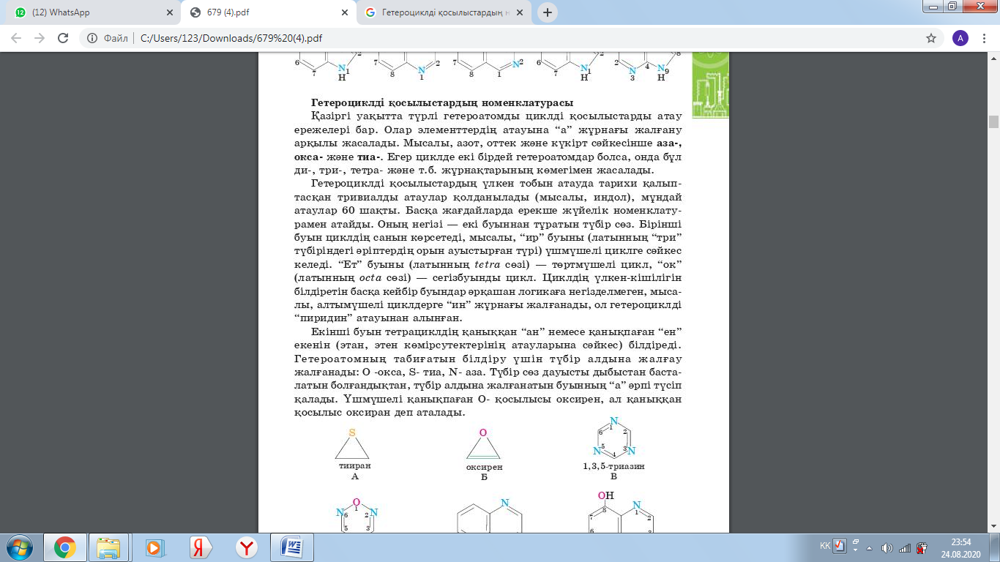 (12) WhatsApp
679 (4).pdf
Гетероциклді қосылыстардың н
Файл
C:/Users/123/Downloads/679%20(4).pdf
A
6 7 N 1 H 2
7 8 N 1 2
7 8 1 N 2
6 7 N 1 H 2
2 N 3 4 N 9 H 8
Гетероциклді қосылыстардың номенклатурасы
Қазіргі уақытта түрлі гетероатомды циклді қосылыстарды атау
ережелері бар. Олар элементтердің атауына “а” жұрнағы жалғану
арқылы жасалады. Мысалы, азот, оттек және күкірт сәйкесінше аза-,
окса- және тиа-. Егер циклде екі бірдей гетероатомдар болса, онда бұл
ди-, три-, тетра- және т.б. жұрнақтарының көмегімен жасалады.
Гетероциклді қосылыстардың үлкен тобын атауда тарихи қалып-
тасқан тривиалды атаулар қолданылады (мысалы, индол), мұндай
атаулар 60 шақты. Басқа жағдайларда ерекше жүйелік номенклату-
рамен атайды. Оның негізі — екі буыннан тұратын түбір сөз. Бірінші
буын циклдің санын көрсетеді, мысалы, “ир” буыны (латынның “три”
түбіріндегі әріптердің орын ауыстырған түрі) үшмүшелі циклге сәйкес
келеді. “Ет” буыны (латынның tetra сөзі) — төртмүшелі цикл, “ок”
(латынның octa сөзі) — сегізбуынды цикл. Циклдің үлкен-кішілігін
білдіретін басқа кейбір буындар әрқашан логикаға негізделмеген, мыса-
лы, алтымүшелі циклдерге “ин” жұрнағы жалғанады, ол гетероциклді
“пиридин” атауынан алынған.
Екінші буын тетрациклдің қаныққан “ан” немесе қанықпаған “ен”
екенін (этан, этен көмірсутектерінің атауларына сәйкес) білдіреді.
Гетероатомның табиғатын білдіру үшін түбір алдына жалғау
жалғанады: О -окса, S- тиа, N- аза. Түбір сөз дауысты дыбыстан баста-
латын болғандықтан, түбір алдына жалғанатын буынның “а” әрпі түсіп
қалады. Үшмүшелі қанықпаған О- қосылысы оксирен, ал қаныққан
қосылыс оксиран деп аталады.
S
тииран
А
O
оксирен
Б
N 1 2 3 N 4 5 N 6
1,3,5-триазин
В
O 1 N 2 3 5 6 N
N
OH 8 7 6 N 1 2 3
KK
23:54
24.08.2020